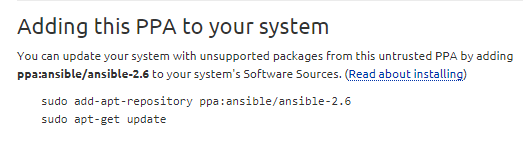 Adding this PPA to your system
You can update your system with unsupported packages from this untrusted PPA by adding
ppa:ansible/ansible-2.6 to your system's Software Sources. (Read about installing)
sudo add-apt-repository ppa:ansible/ansible-2.6
sudo apt-get update